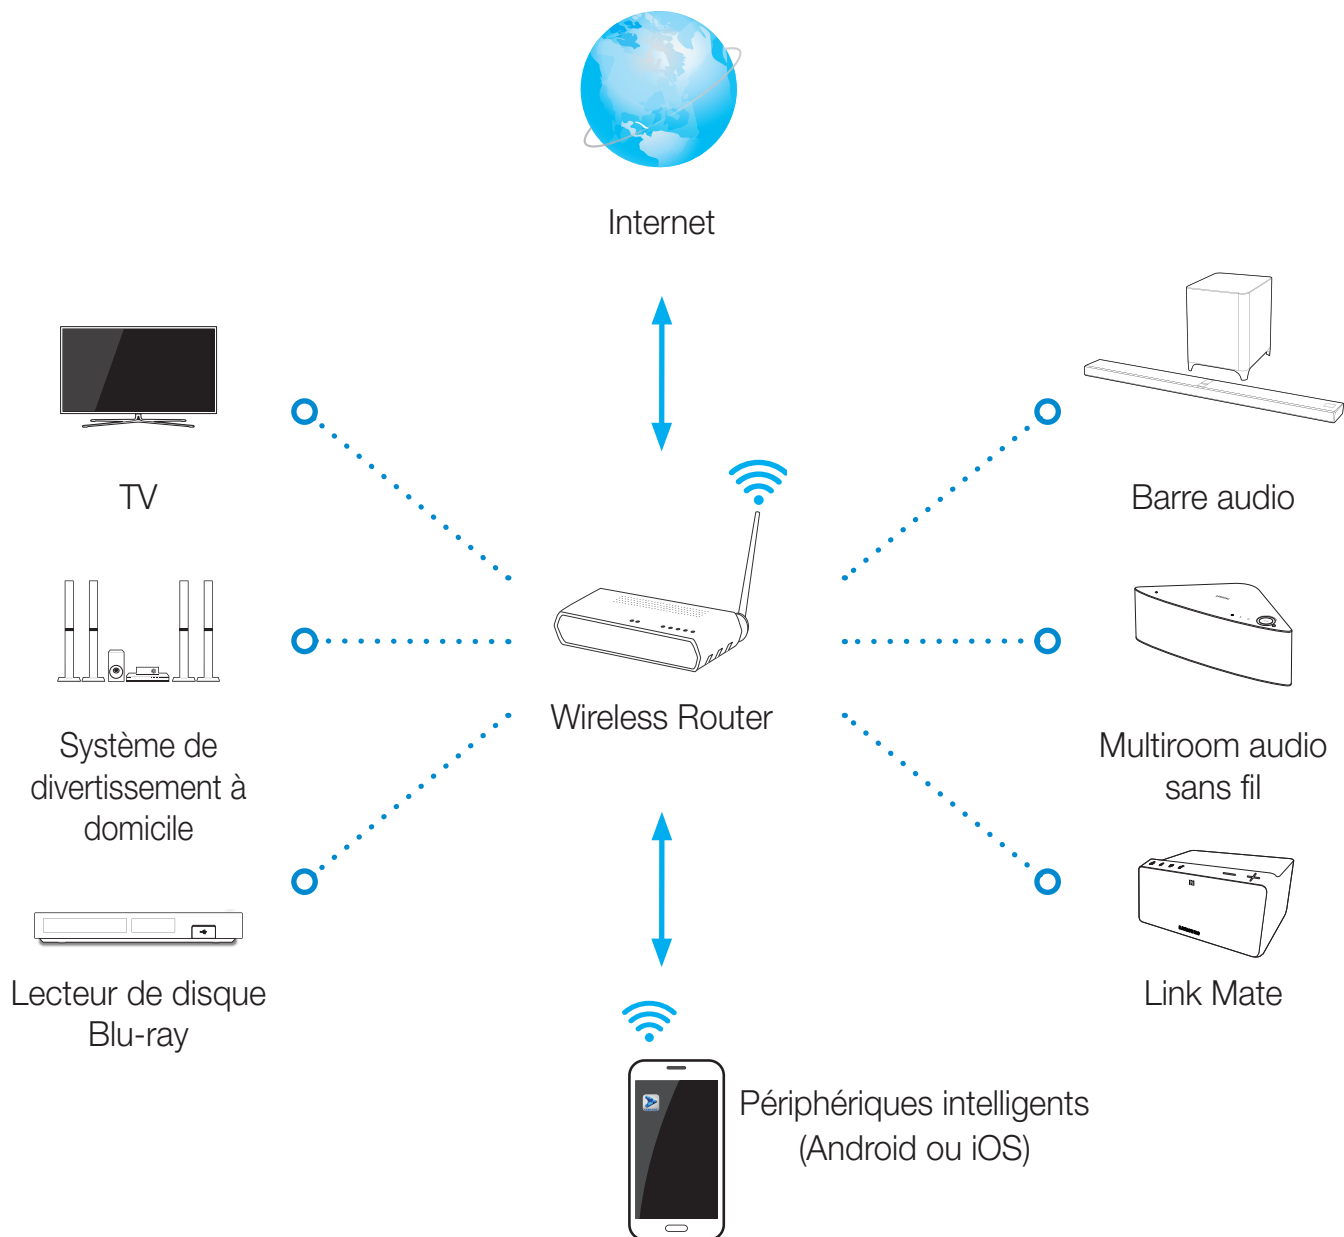 Internet
TV
Barre audio
Wireless Router
Système de
divertissement à
domicile
Multiroom audio
sans fil
Lecteur de disque
Blu-ray
Link Mate
Périphériques intelligents
(Android ou iOS)